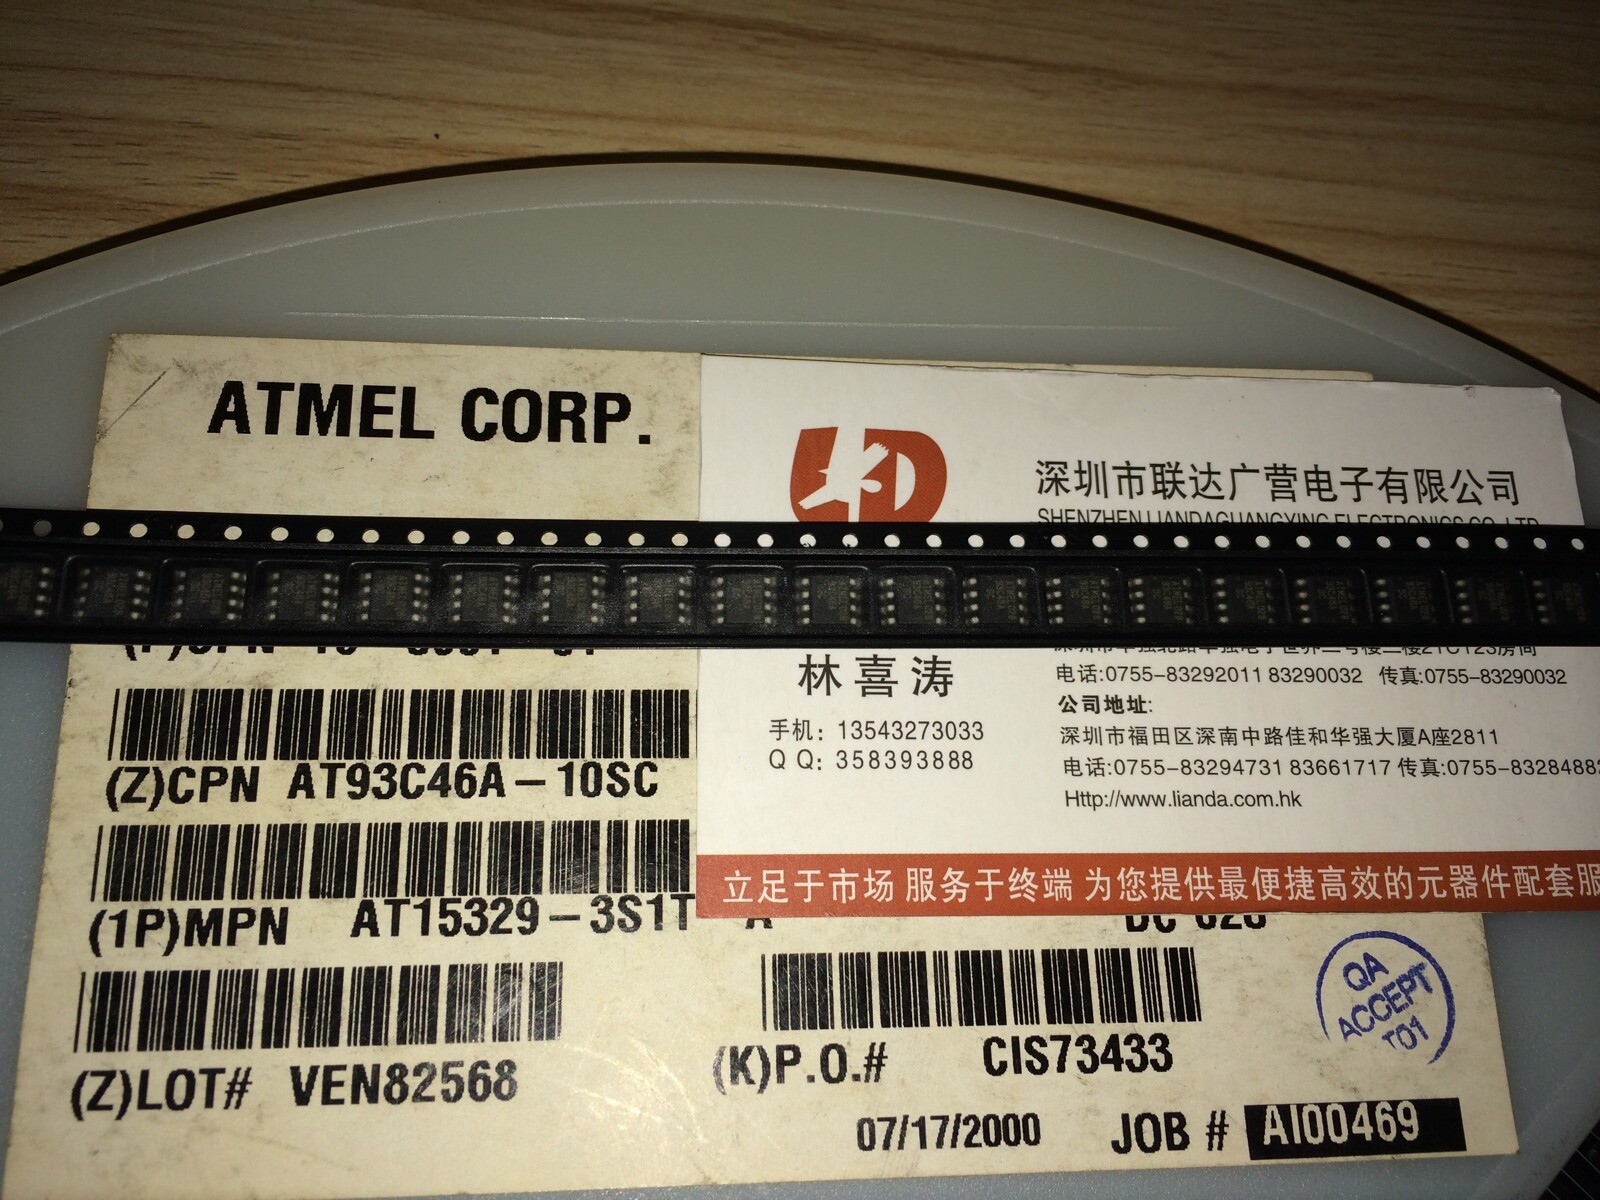 ATMEL CORP.
深圳市联达广营电子有限公司
SHENZHEN LIANDAGUANGYING ELECTRONICS CO.,LTD
林喜涛
手机: 13543273033
Q Q: 358393888
电话:0755-83292011 83290032 传真:0755-83290032
公司地址:
深圳市福田区深南中路佳和华强大厦A座2811
电话:0755-83294731 83661717 传真:0755-8328488
Http://www.lianda.com.hk
立足于市场 服务于终端 为您提供最便捷高效的元器件配套服
(Z)CPN AT93C46A-10SC
(1P)MPN AT15329-3S1T A
(Z)LOT# VEN82568
(K)P.O.# CIS73433
QA
ACCEPT
T01
07/17/2000 JOB # AI00469